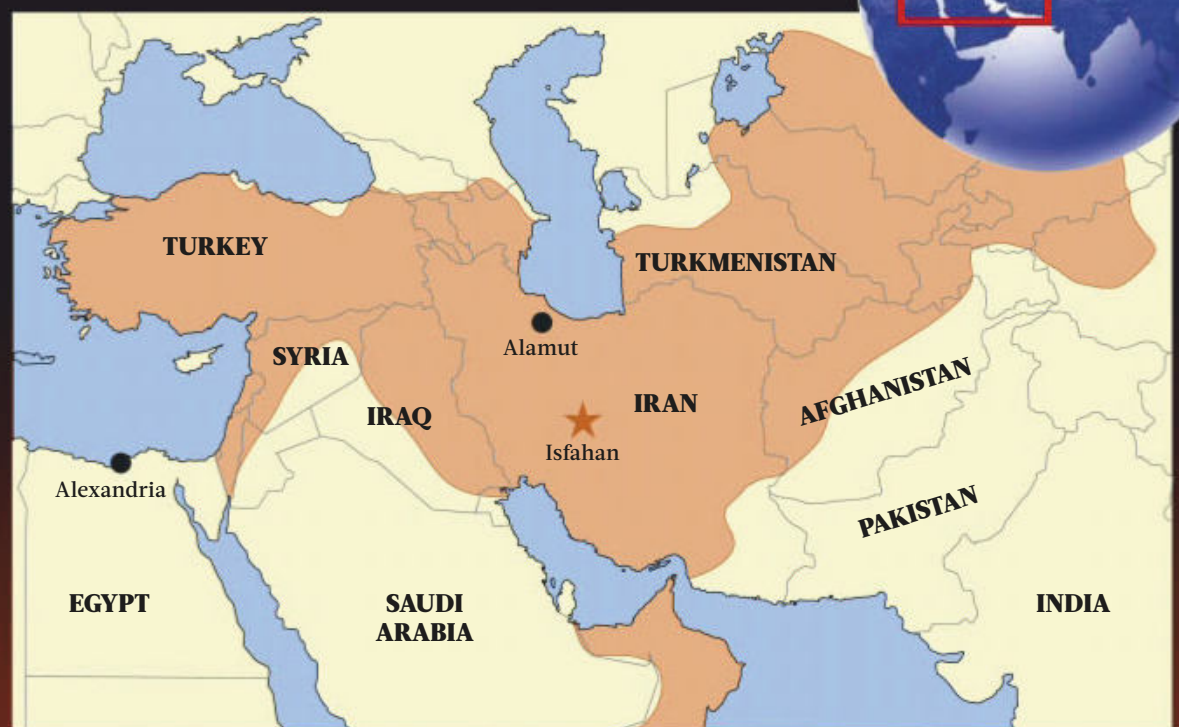 TURKEY
TURKMENISTAN
Alamut
SYRIA
AFGHANISTAN
IRAN
IRAQ
Isfahan
Alexandria
PAKISTAN
EGYPT
SAUDI
ARABIA
INDIA